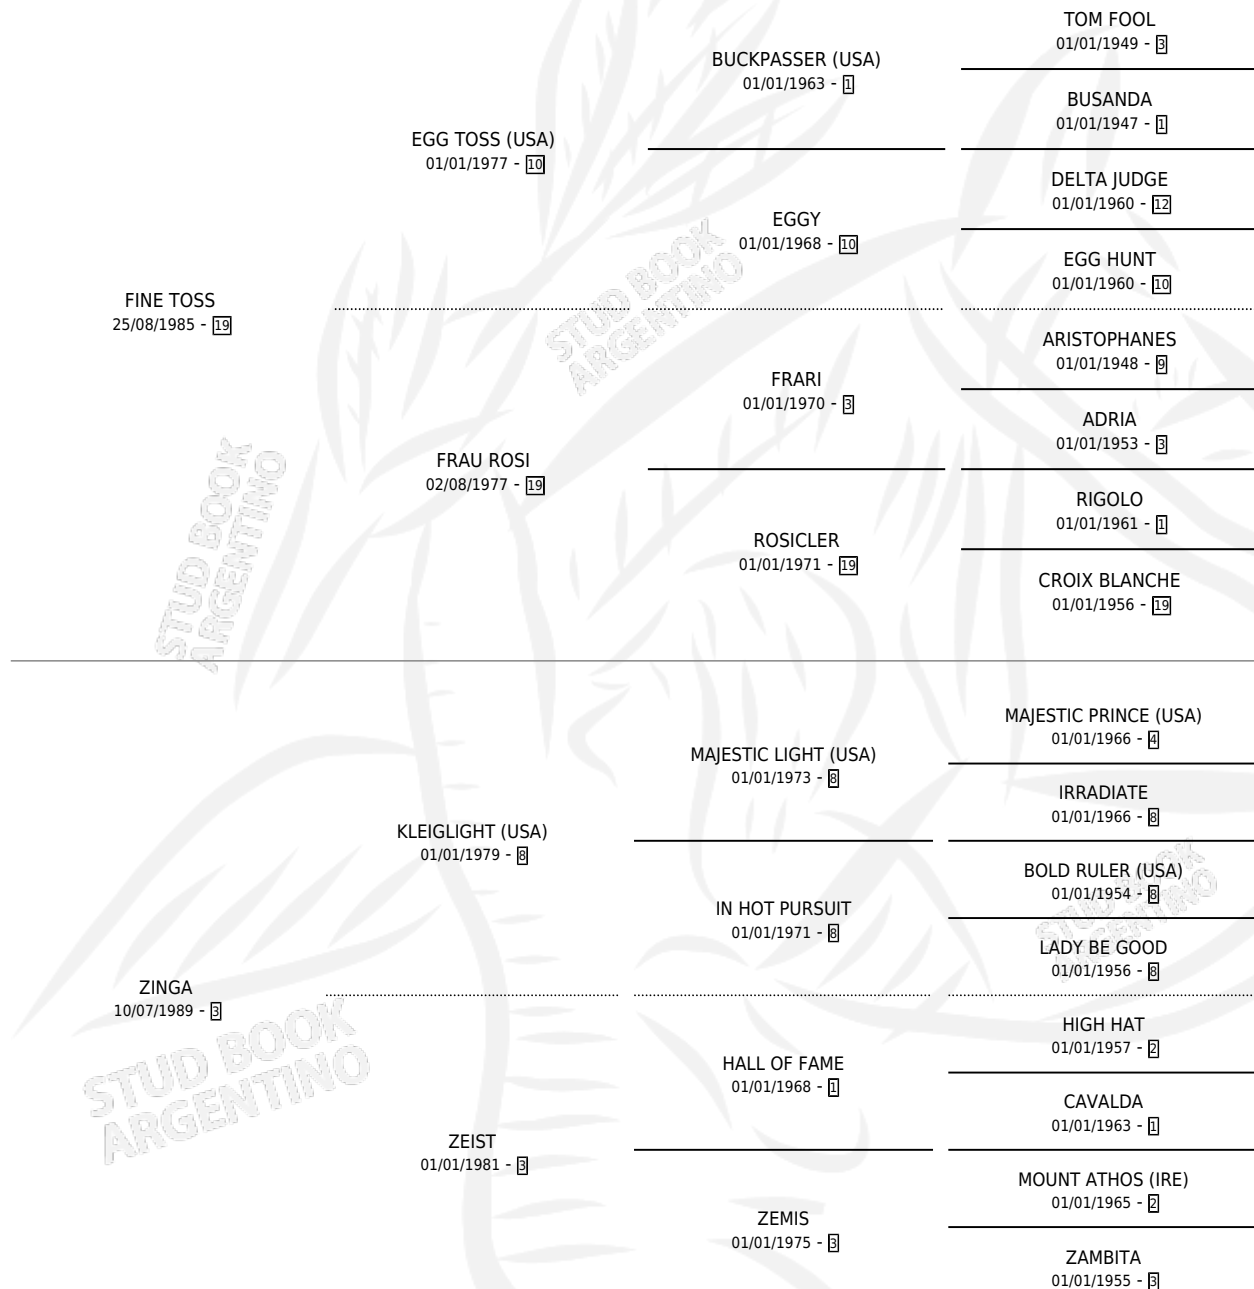 TOM FOOL
01/01/1949 - 3
BUCKPASSER (USA)
01/01/1963 - 1
BUSANDA
01/01/1947 - 1
EGG TOSS (USA)
01/01/1977 - 10
DELTA JUDGE
01/01/1960 - 12
EGGY
01/01/1968 - 10
EGG HUNT
01/01/1960 - 10
FINE TOSS
25/08/1985 - 19
ARISTOPHANES
01/01/1948 - 9
FRARI
01/01/1970 - 3
ADRIA
01/01/1953 - 3
FRAU ROSI
02/08/1977 - 19
RIGOLO
01/01/1961 - 1
ROSICLER
01/01/1971 - 19
CROIX BLANCHE
01/01/1956 - 19
MAJESTIC PRINCE (USA)
01/01/1966 - 4
MAJESTIC LIGHT (USA)
01/01/1973 - 8
IRRADIATE
01/01/1966 - 8
KLEIGLIGHT (USA)
01/01/1979 - 8
BOLD RULER (USA)
01/01/1954 - 8
IN HOT PURSUIT
01/01/1971 - 8
LADY BE GOOD
01/01/1956 - 8
ZINGA
10/07/1989 - 3
HIGH HAT
01/01/1957 - 2
HALL OF FAME
01/01/1968 - 1
CAVALDA
01/01/1963 - 1
ZEIST
01/01/1981 - 3
MOUNT ATHOS (IRE)
01/01/1965 - 2
ZEMIS
01/01/1975 - 3
ZAMBITA
01/01/1955 - 3
STUD BOOK
ARGENTINO
STUD BOOK
ARGENTINO
STUD BOOK
ARGENTINO
STUD BOOK
ARGENTINO